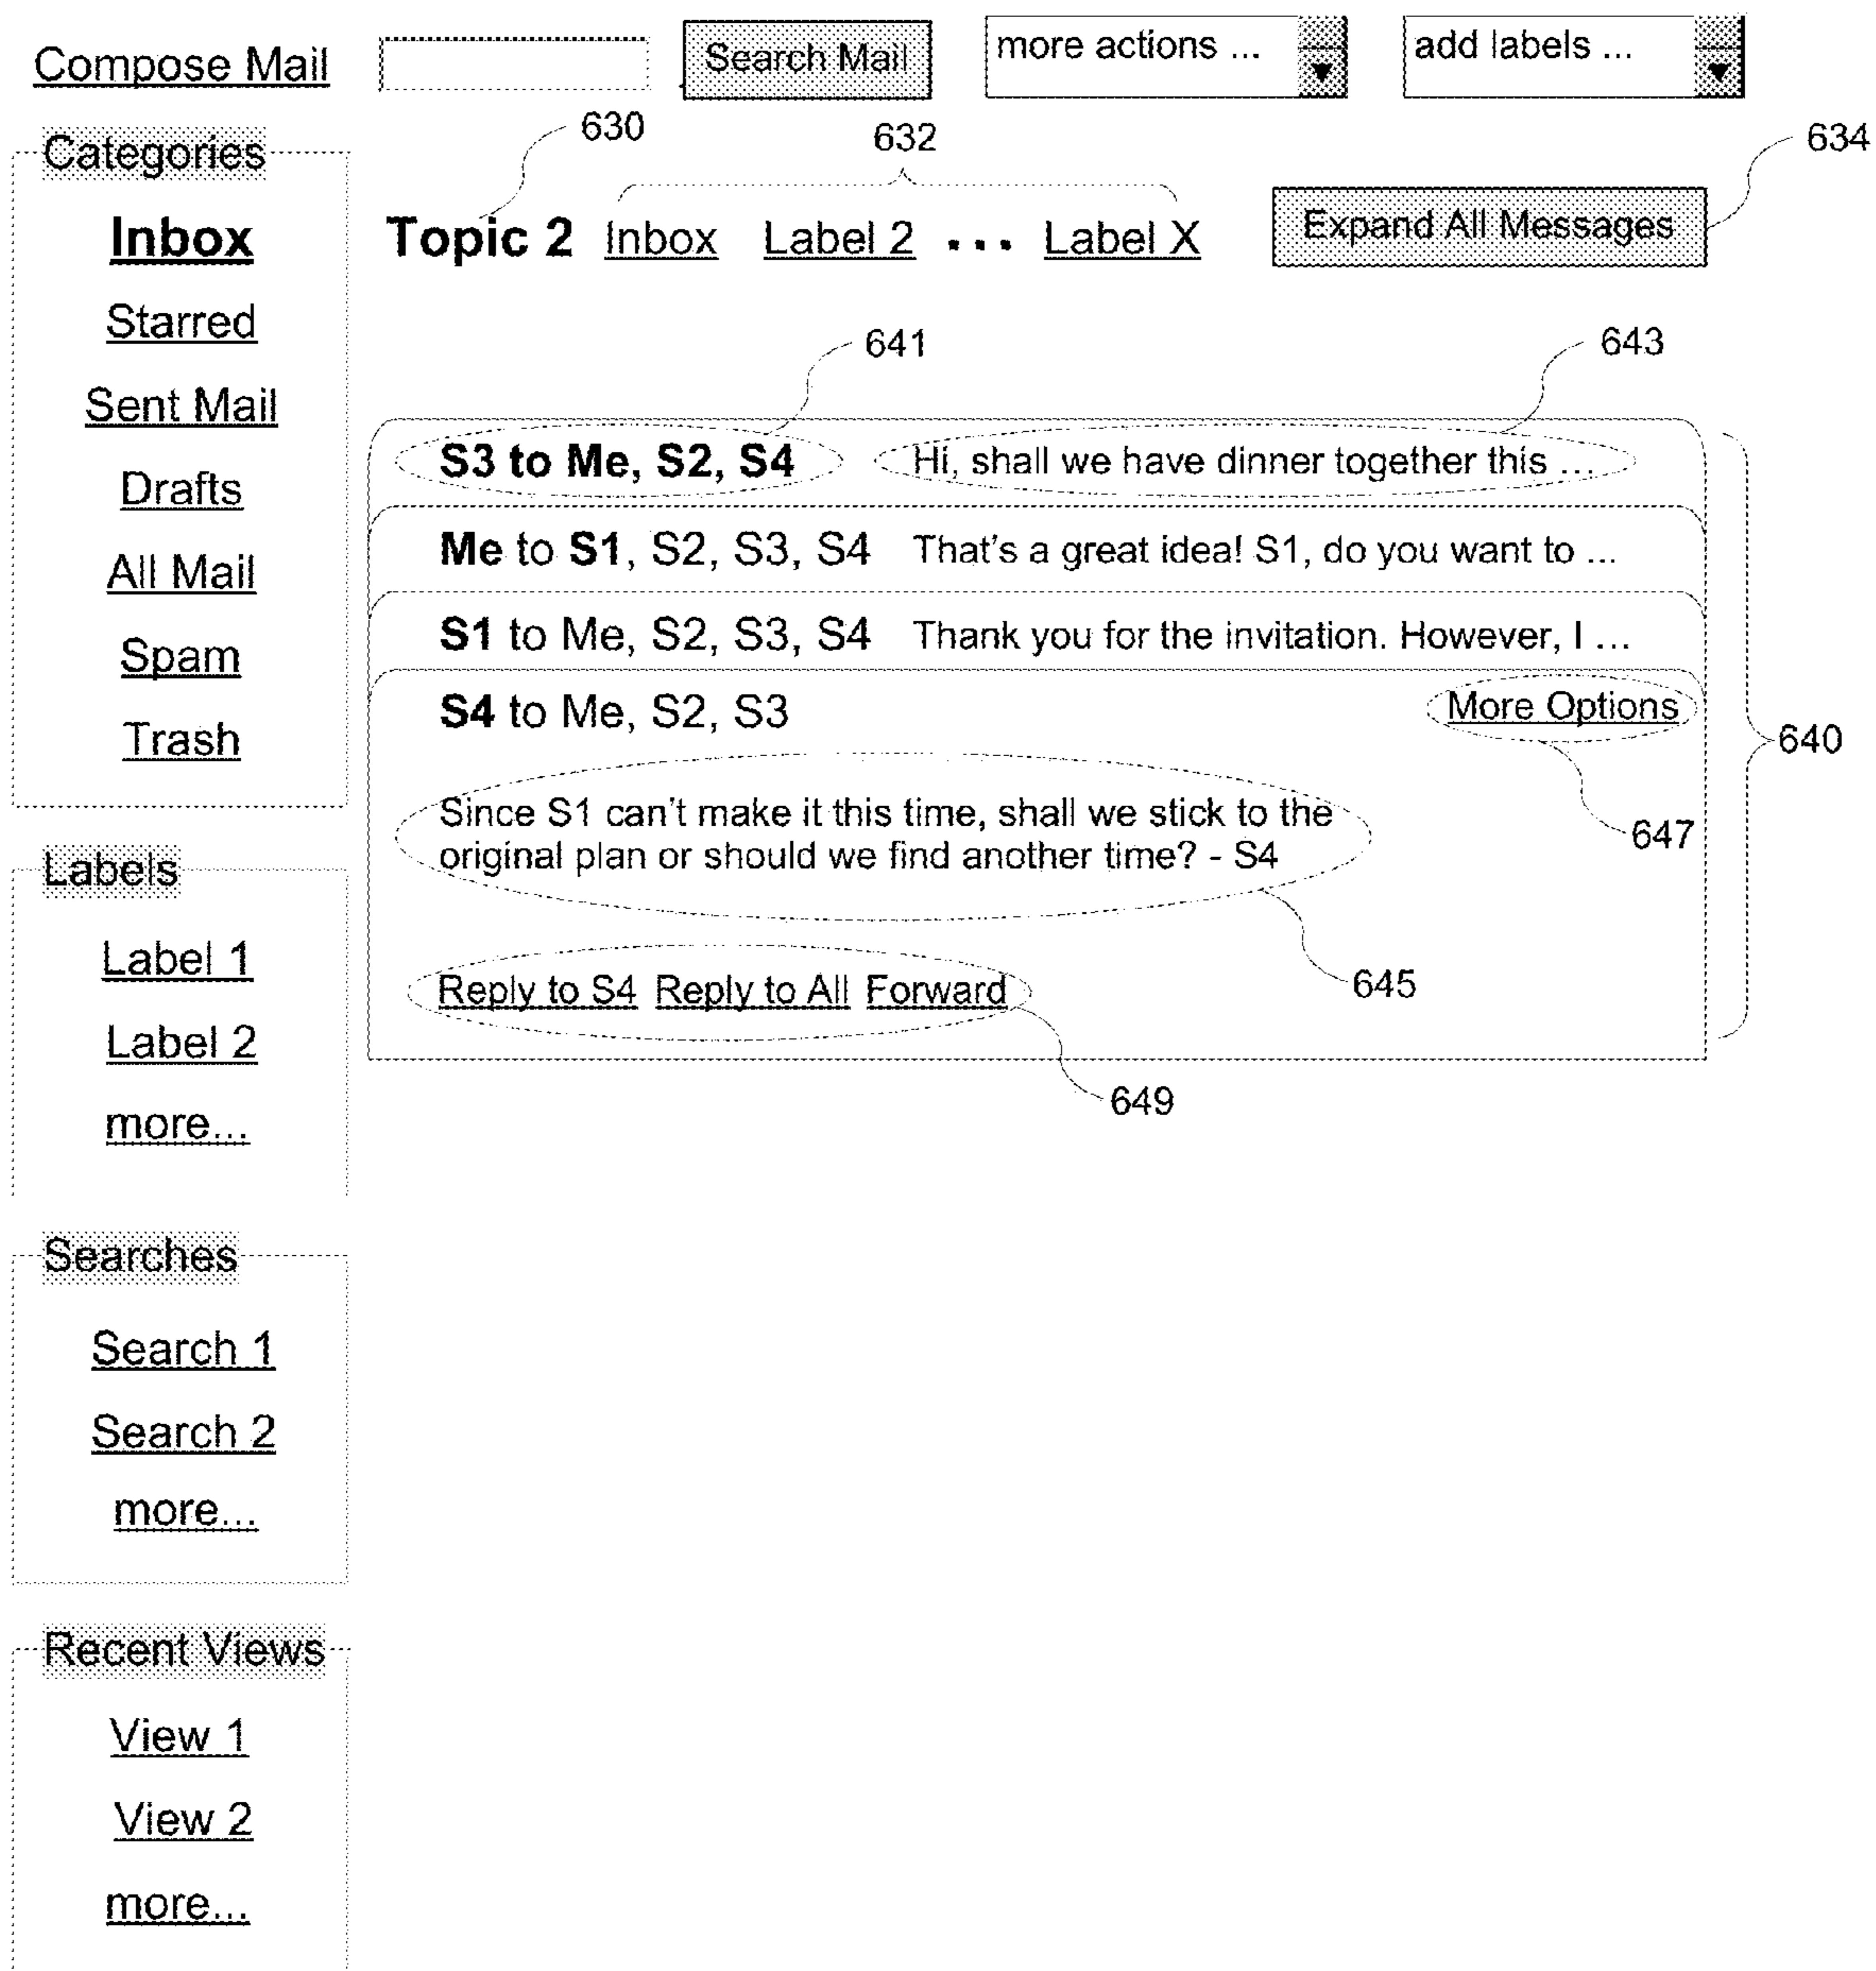 Compose Mail Search Mail more actions ... add labels ...
630 632 634
Categories
Inbox
Starred
Sent Mail
Drafts
All Mail
Spam
Trash
Topic 2 Inbox Label 2 ... Label X Expand All Messages
641 643
S3 to Me, S2, S4 Hi, shall we have dinner together this ...
Me to S1, S2, S3, S4 That's a great idea! S1, do you want to ...
S1 to Me, S2, S3, S4 Thank you for the invitation. However, I ...
S4 to Me, S2, S3 More Options
640
647
Since S1 can't make it this time, shall we stick to the
original plan or should we find another time? - S4
645
Reply to S4 Reply to All Forward
649
Labels
Label 1
Label 2
more...
Searches
Search 1
Search 2
more...
Recent Views
View 1
View 2
more...